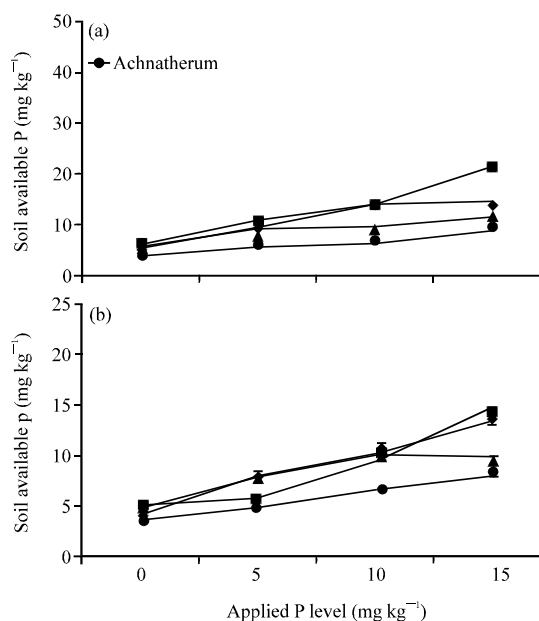 (a)
Achnatherum
Soil available P (mg kg⁻¹)
50
40
30
20
10
0
(b)
Soil available p (mg kg⁻¹)
25
20
15
10
5
0
0 5 10 15
Applied P level (mg kg⁻¹)